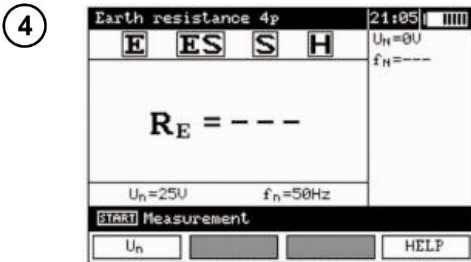 4
Earth resistance 4p 21:05
E ES S H
UN=0V
fN=---
RE = ---
Un=25V fn=50Hz
START Measurement
Un HELP